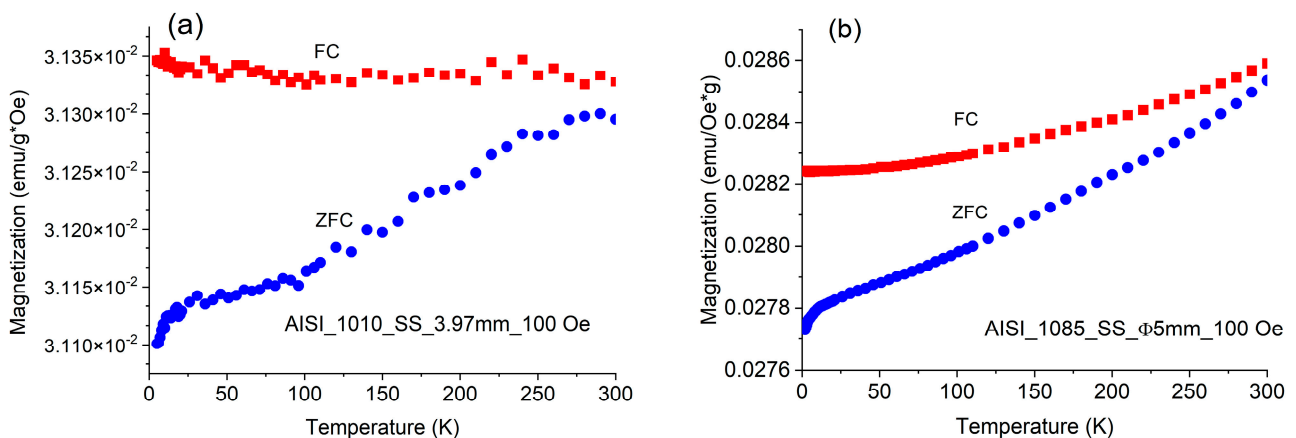 (a)
Magnetization (emu/g*Oe)
3.135×10⁻²
3.130×10⁻²
3.125×10⁻²
3.120×10⁻²
3.115×10⁻²
3.110×10⁻²
FC
ZFC
AISI_1010_SS_3.97mm_100 Oe
0 50 100 150 200 250 300
Temperature (K)
(b)
Magnetization (emu/Oe*g)
0.0286
0.0284
0.0282
0.0280
0.0278
0.0276
FC
ZFC
AISI_1085_SS_Φ5mm_100 Oe
0 50 100 150 200 250 300
Temperature (K)